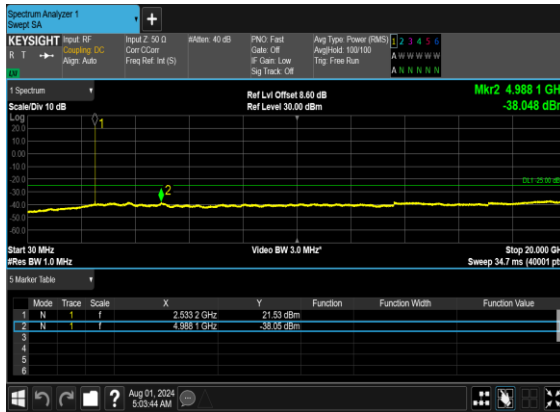 Spectrum Analyzer 1
Swept SA
+
KEYSIGHT Input: RF Input Z: 50 Ω #Atten: 40 dB PNO: Fast Avg Type: Power (RMS) 1 2 3 4 5 6
R T Coupling: DC Corr CCorr Gate: Off Avg|Hold: 100/100 A W W W W W
Align: Auto Freq Ref: Int (S) IF Gain: Low Trig: Free Run
Sig Track: Off A N N N N N
1 Spectrum Ref Lvl Offset 8.60 dB Mkr2 4.988 1 GH
Scale/Div 10 dB Ref Level 30.00 dBm -38.048 dBr
Log
20.0
10.0
0.00
-10.0
-20.0
-30.0
-40.0
-50.0
-60.0
1
2
DL1 -25.00 dB
Start 30 MHz Video BW 3.0 MHz* Stop 20.000 GH
#Res BW 1.0 MHz Sweep 34.7 ms (40001 pt
5 Marker Table
Mode Trace Scale X Y Function Function Width Function Value
1 N 1 f 2.533 2 GHz 21.53 dBm
2 N 1 f 4.988 1 GHz -38.05 dBm
3
4
5
6
? Aug 01, 2024
5:03:44 AM